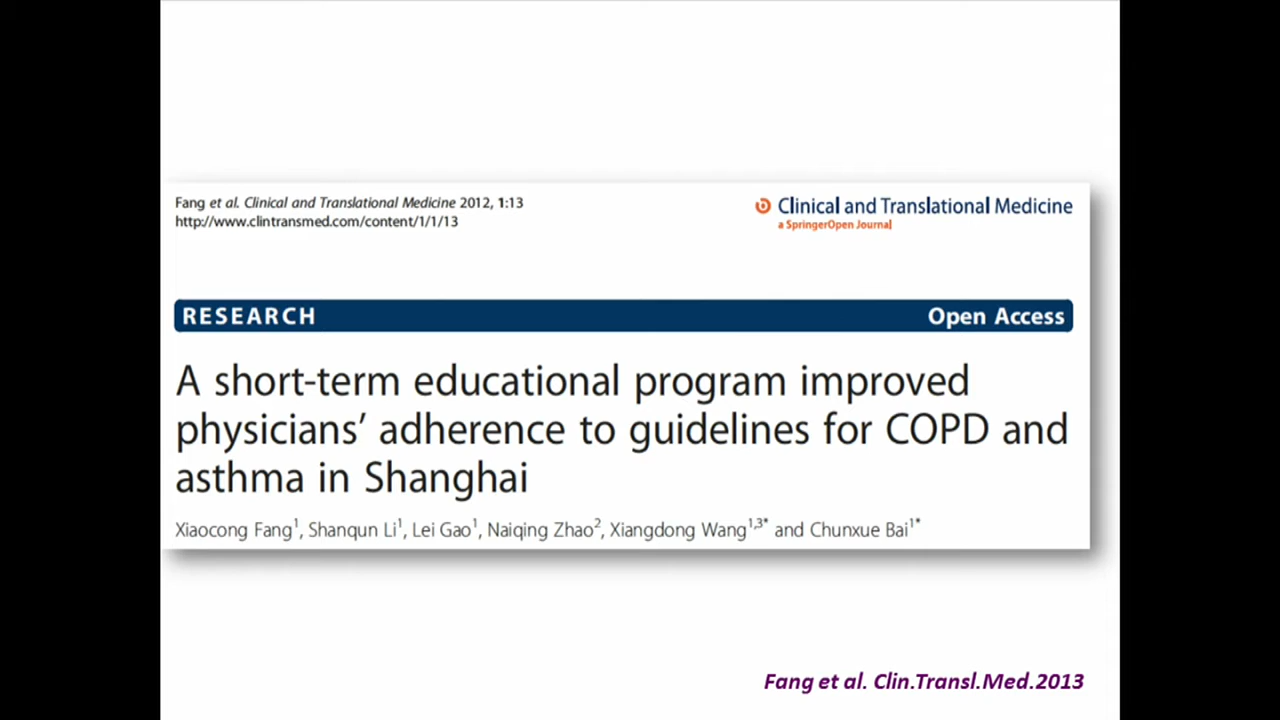 Fang et al. Clinical and Translational Medicine 2012, 1:13
http://www.clintransmed.com/content/1/1/13
Clinical and Translational Medicine
a SpringerOpen Journal
RESEARCH
Open Access
A short-term educational program improved
physicians’ adherence to guidelines for COPD and
asthma in Shanghai
Xiaocong Fang1, Shanqun Li1, Lei Gao1, Naiqing Zhao2, Xiangdong Wang1,3* and Chunxue Bai1*
Fang et al. Clin.Transl.Med.2013